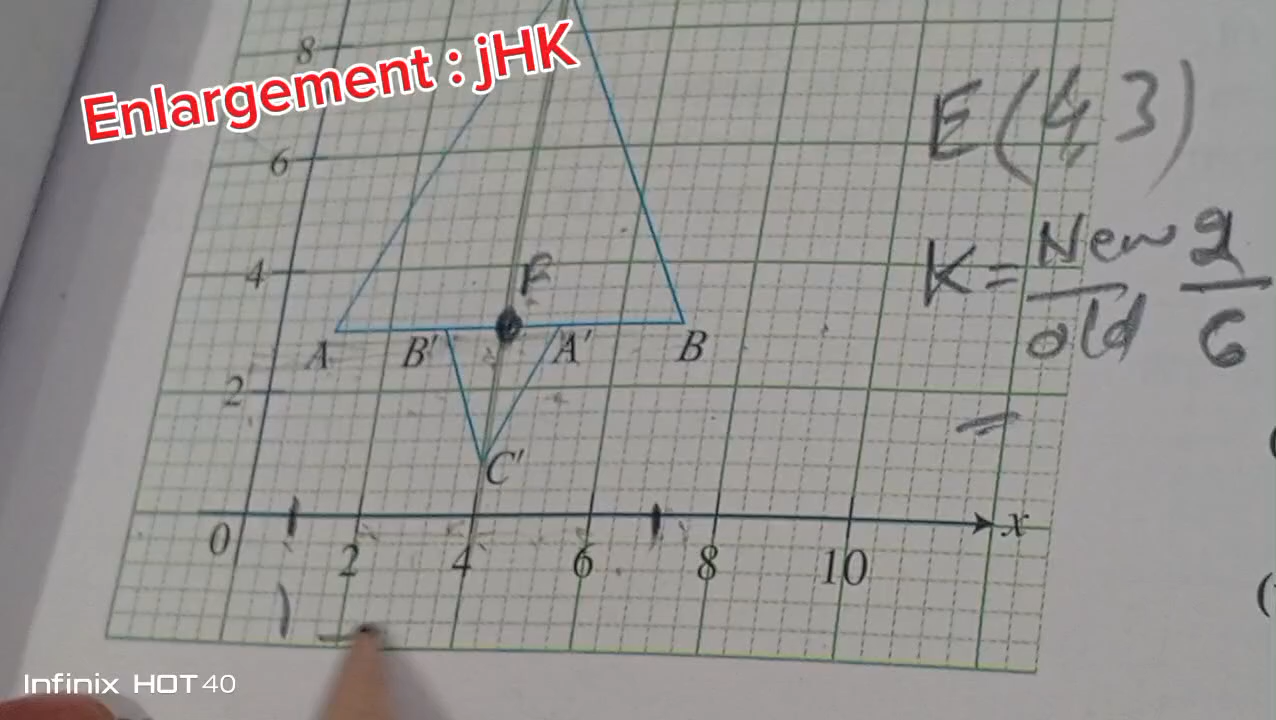 Enlargement : jHK
8
6
4
2
0
2
4
6
8
10
x
A
B'
A'
B
C'
E
E (4, 3)
K = New 2
old 6
=
1 –
Infinix HOT 40